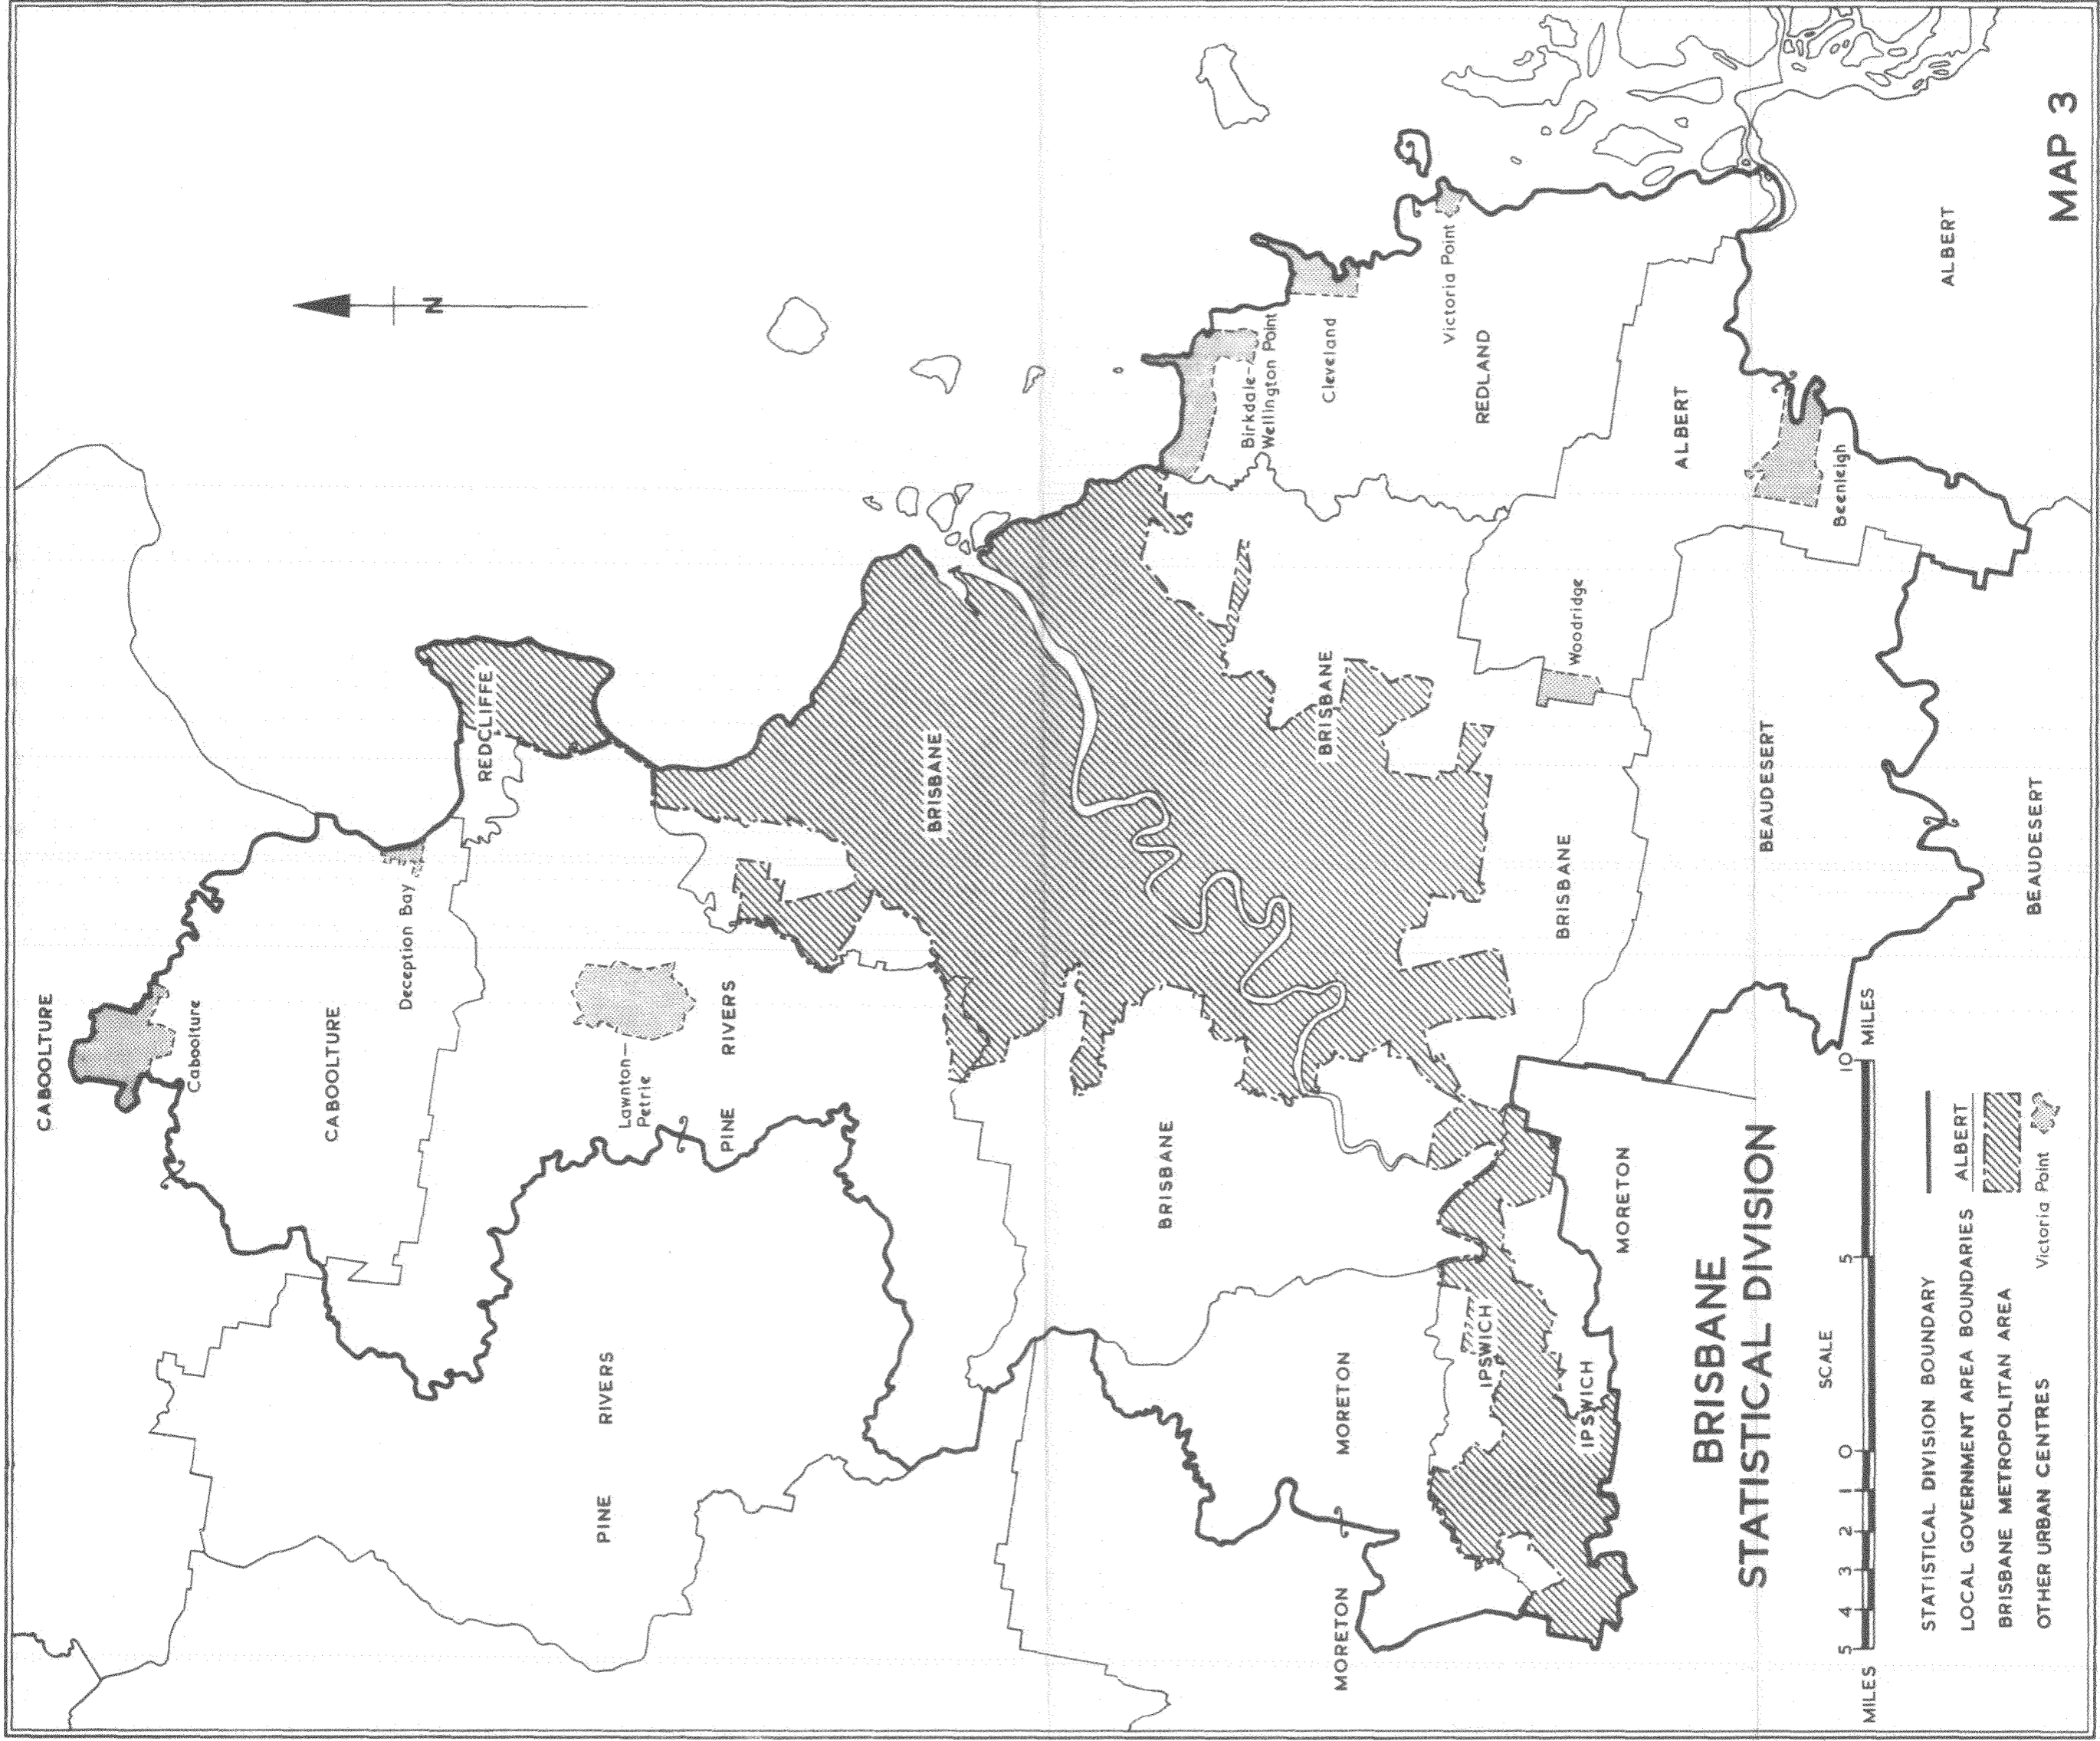 CABOOLTURE
Caboolture
CABOOLTURE
Deception Bay
REDCLIFFE
Lawnton—
Petrie
PINE RIVERS
PINE RIVERS
BRISBANE
BRISBANE
BRISBANE
BRISBANE
Birkdale—
Wellington Point
Cleveland
Victoria Point
REDLAND
Woodridge
ALBERT
Beenleigh
ALBERT
BEAUDESERT
BEAUDESERT
MORETON
MORETON
MORETON
IPSWICH
IPSWICH
N
BRISBANE
STATISTICAL DIVISION
SCALE
MILES 5 4 3 2 1 0 5 10 MILES
STATISTICAL DIVISION BOUNDARY
LOCAL GOVERNMENT AREA BOUNDARIES ALBERT
BRISBANE METROPOLITAN AREA
OTHER URBAN CENTRES Victoria Point
MAP 3